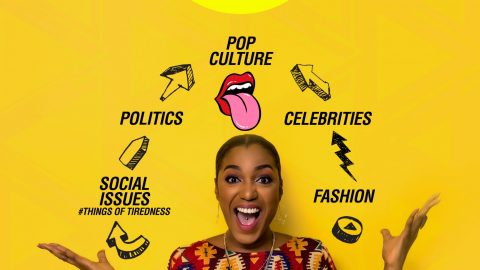 POP
CULTURE
POLITICS
CELEBRITIES
SOCIAL
ISSUES
#THINGS OF TIREDNESS
FASHION